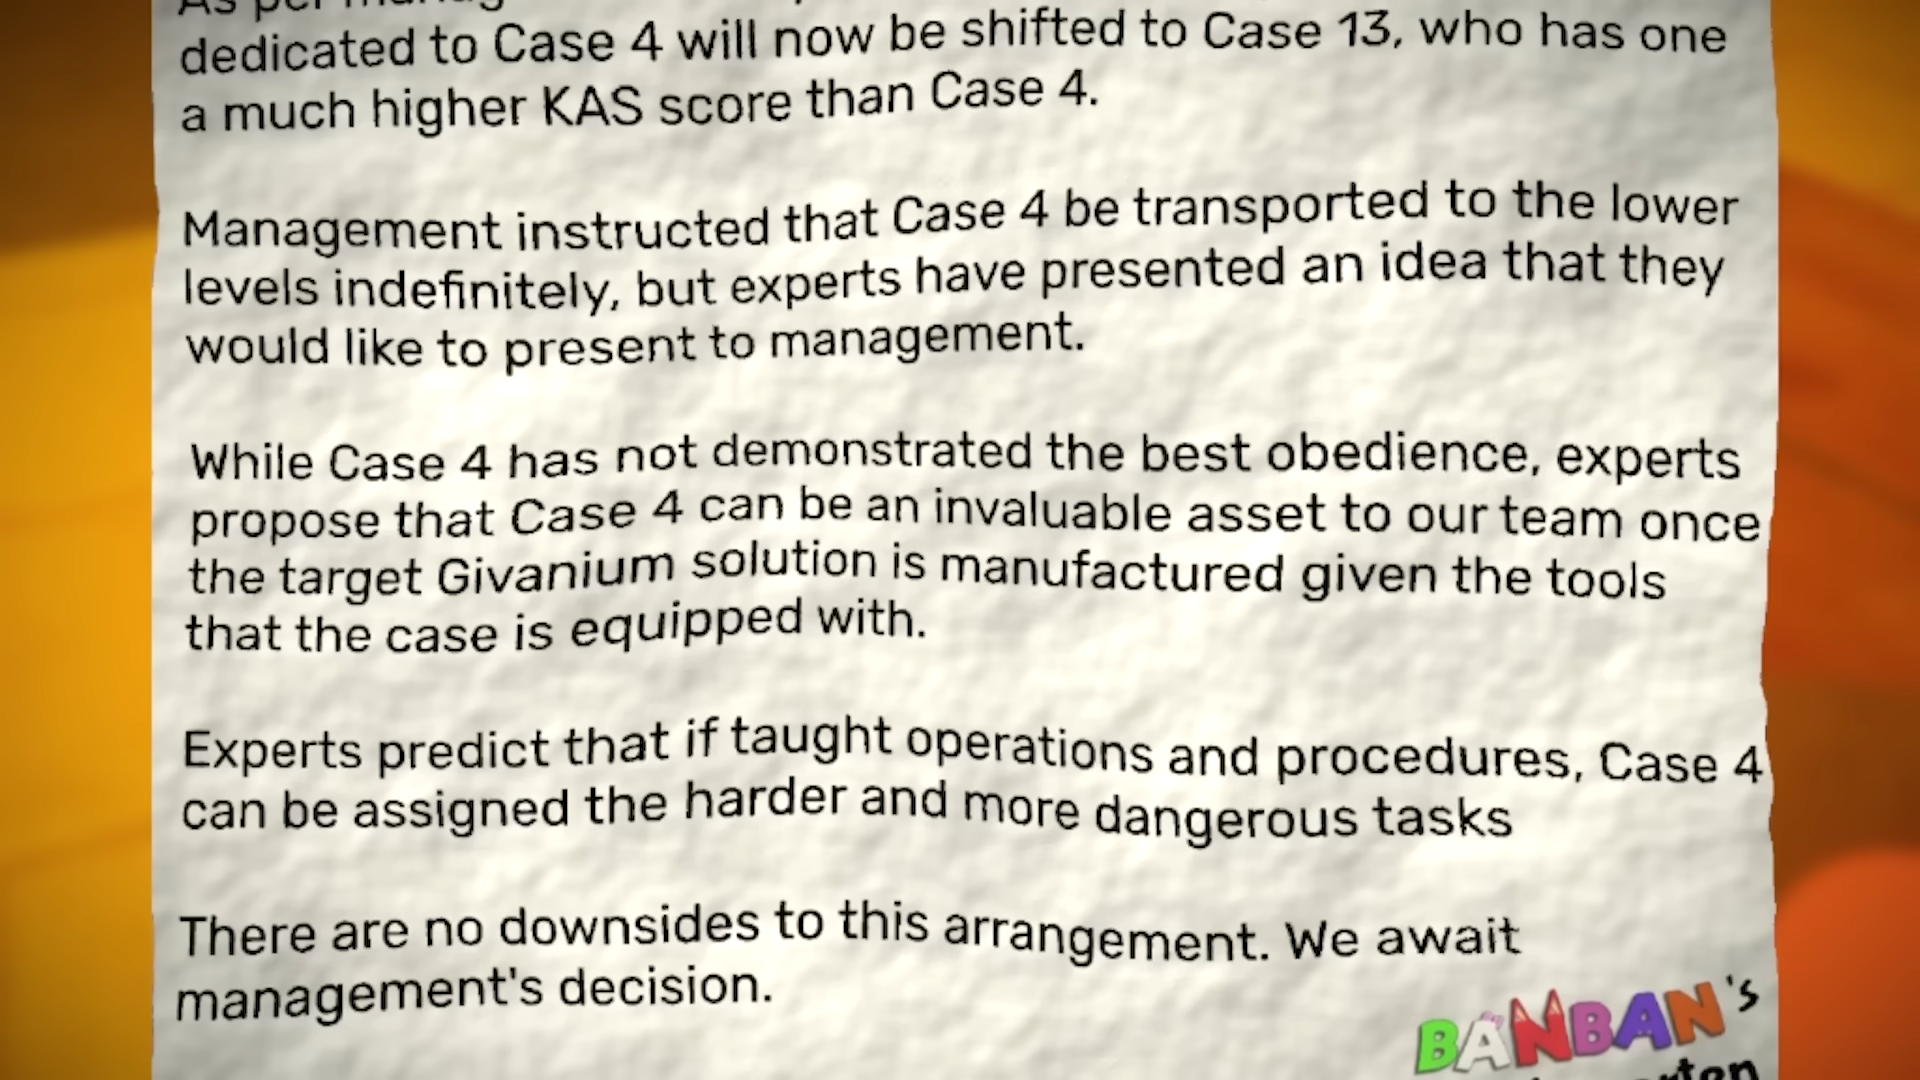 As per
dedicated to Case 4 will now be shifted to Case 13, who has one
a much higher KAS score than Case 4.
Management instructed that Case 4 be transported to the lower
levels indefinitely, but experts have presented an idea that they
would like to present to management.
While Case 4 has not demonstrated the best obedience, experts
propose that Case 4 can be an invaluable asset to our team once
the target Givanium solution is manufactured given the tools
that the case is equipped with.
Experts predict that if taught operations and procedures, Case 4
can be assigned the harder and more dangerous tasks
There are no downsides to this arrangement. We await
management's decision.
BANBAN's